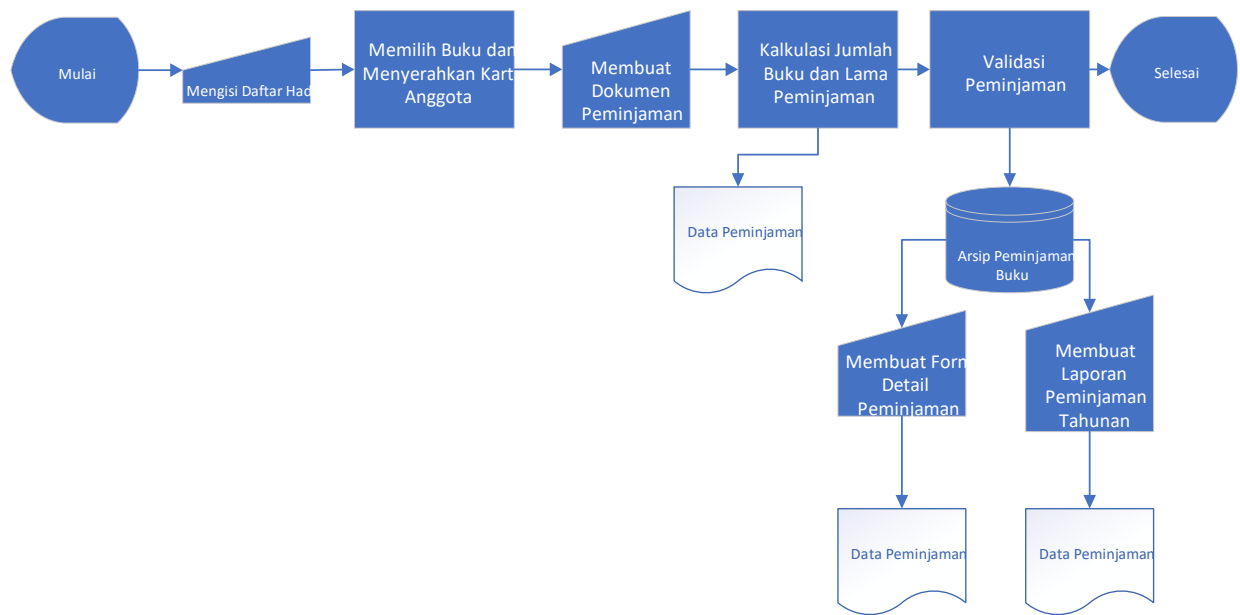 Mulai
Mengisi Daftar Had
Memilih Buku dan
Menyerahkan Kart
Anggota
Membuat
Dokumen
Peminjaman
Kalkulasi Jumlah
Buku dan Lama
Peminjaman
Validasi
Peminjaman
Selesai
Data Peminjaman
Arsip Peminjaman
Buku
Membuat Form
Detail
Peminjaman
Membuat
Laporan
Peminjaman
Tahunan
Data Peminjaman
Data Peminjaman